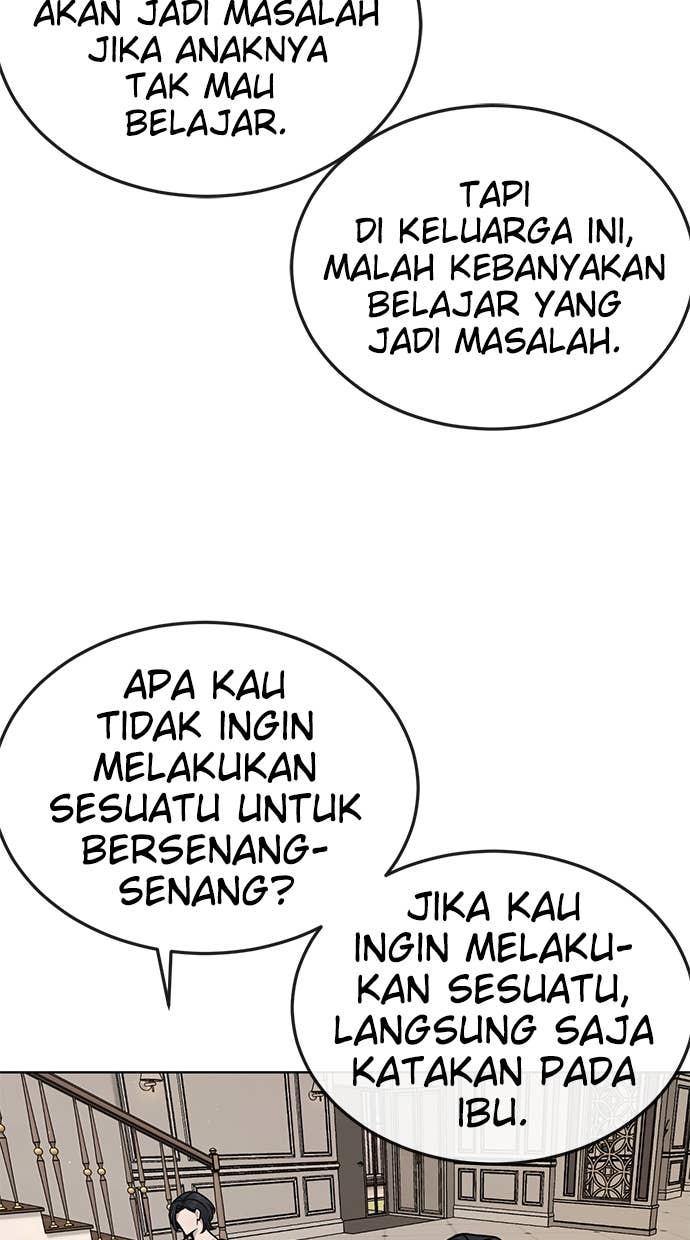 AKAN JADI MASALAH
JIKA ANAKNYA
TAK MAU
BELAJAR.
TAPI
DI KELUARGA INI,
MALAH KEBANYAKAN
BELAJAR YANG
JADI MASALAH.
APA KAU
TIDAK INGIN
MELAKUKAN
SESUATU UNTUK
BERSENANG-
SENANG?
JIKA KAU
INGIN MELAKU-
KAN SESUATU,
LANGSUNG SAJA
KATAKAN PADA
IBU.